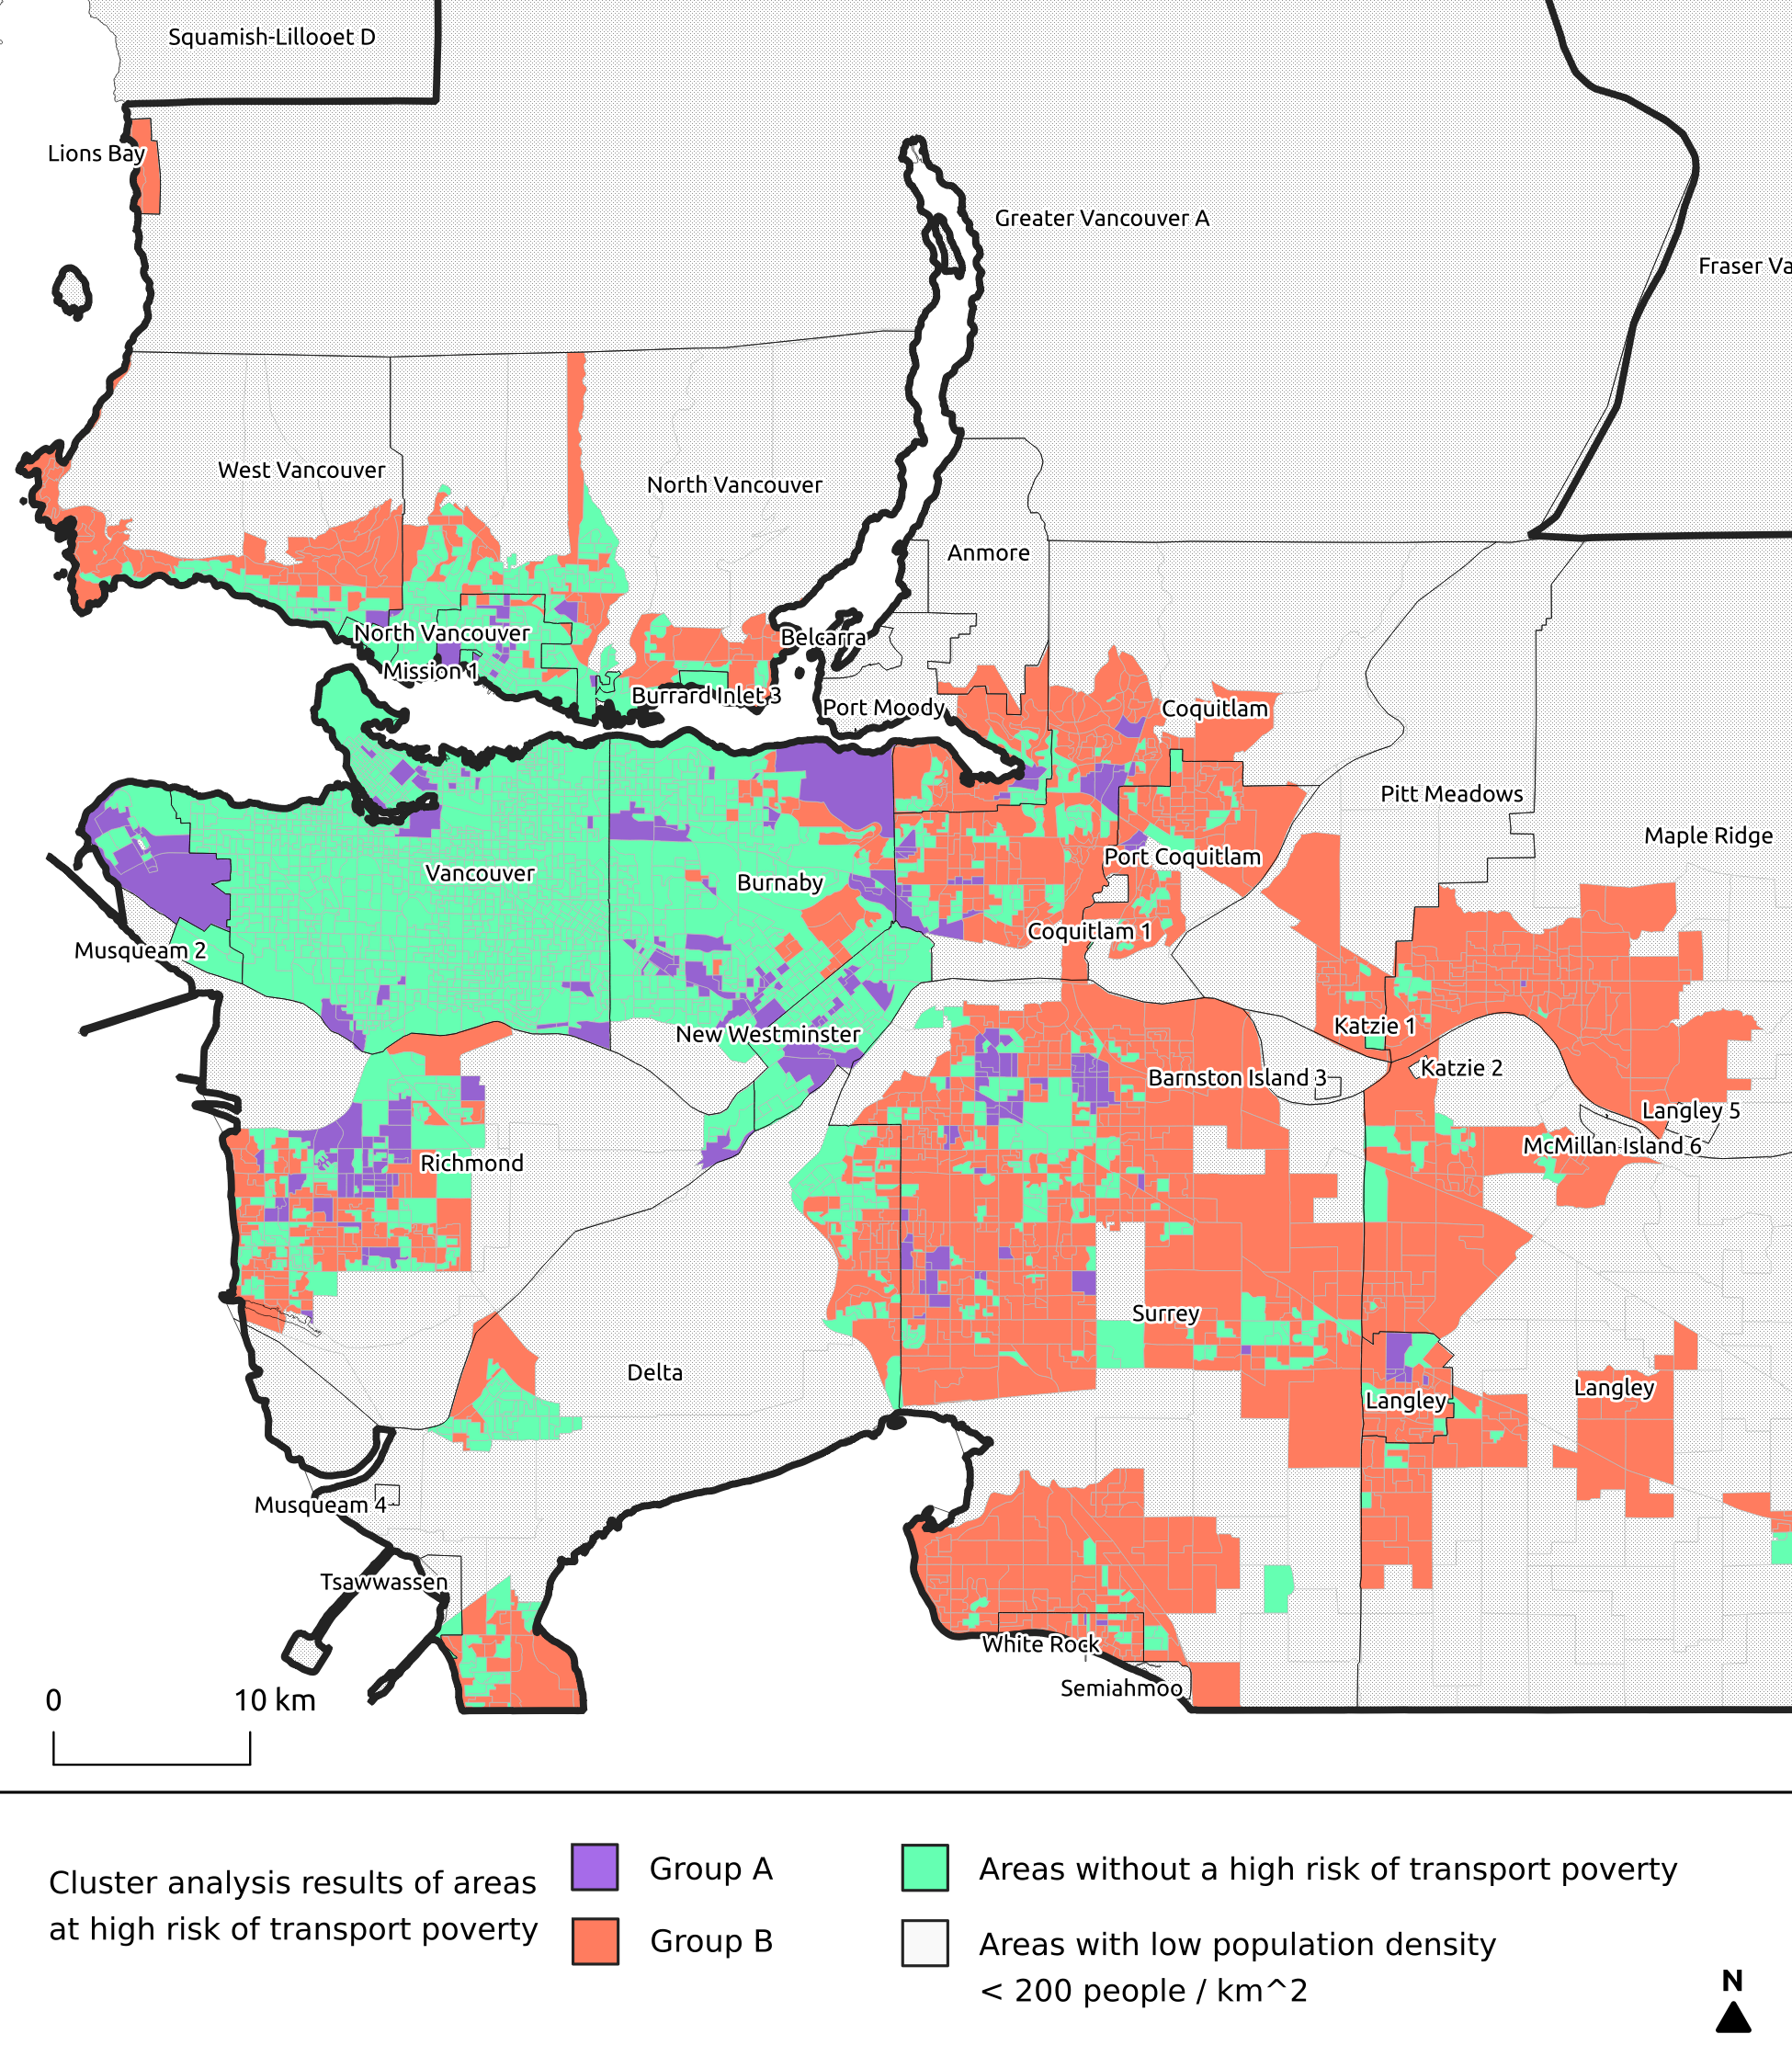 Squamish-Lillooet D
Lions Bay
Greater Vancouver A
Fraser Va
West Vancouver
North Vancouver
Anmore
North Vancouver
Belcarra
Mission 1
Burrard Inlet 3
Port Moody
Coquitlam
Pitt Meadows
Maple Ridge
Port Coquitlam
Vancouver
Burnaby
Coquitlam 1
Musqueam 2
New Westminster
Katzie 1
Katzie 2
Barnston Island 3
Langley 5
McMillan Island 6
Richmond
Surrey
Delta
Langley
Langley
Musqueam 4
Tsawwassen
White Rock
Semiahmoo
0 10 km
Cluster analysis results of areas
at high risk of transport poverty
Group A
Group B
Areas without a high risk of transport poverty
Areas with low population density
< 200 people / km^2
N